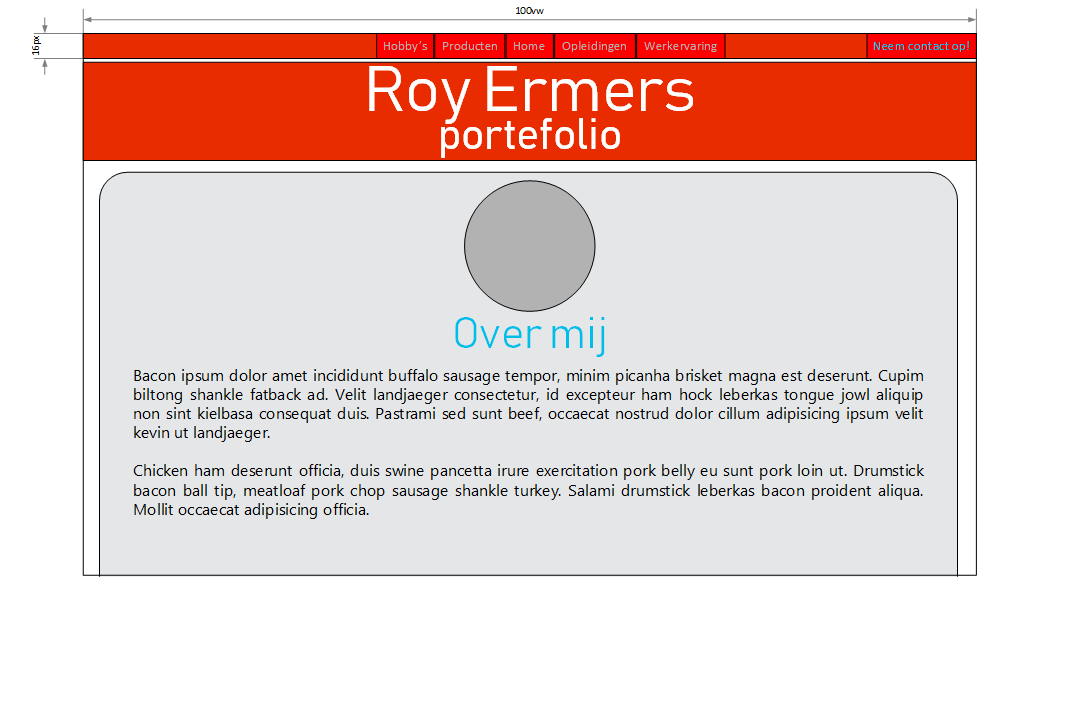 100vw
16px
Hobby's Producten Home Opleidingen Werkervaring Neem contact op!
Roy Ermers
portefolio
Over mij
Bacon ipsum dolor amet incididunt buffalo sausage tempor, minim picanha brisket magna est deserunt. Cupim
biltong shankle fatback ad. Velit landjaeger consectetur, id excepteur ham hock leberkas tongue jowl aliquip
non sint kielbasa consequat duis. Pastrami sed sunt beef, occaecat nostrud dolor cillum adipisicing ipsum velit
kevin ut landjaeger.
Chicken ham deserunt officia, duis swine pancetta irure exercitation pork belly eu sunt pork loin ut. Drumstick
bacon ball tip, meatloaf pork chop sausage shankle turkey. Salami drumstick leberkas bacon proident aliqua.
Mollit occaecat adipisicing officia.